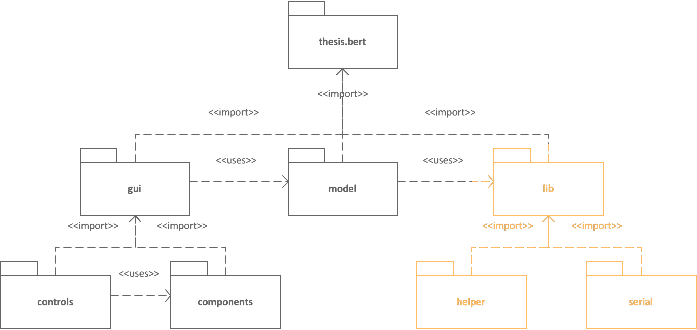 thesis.bert
<<import>>
<<import>>
<<import>>
<<uses>>
<<uses>>
gui
model
lib
<<import>>
<<import>>
<<import>>
<<import>>
<<uses>>
controls
components
helper
serial